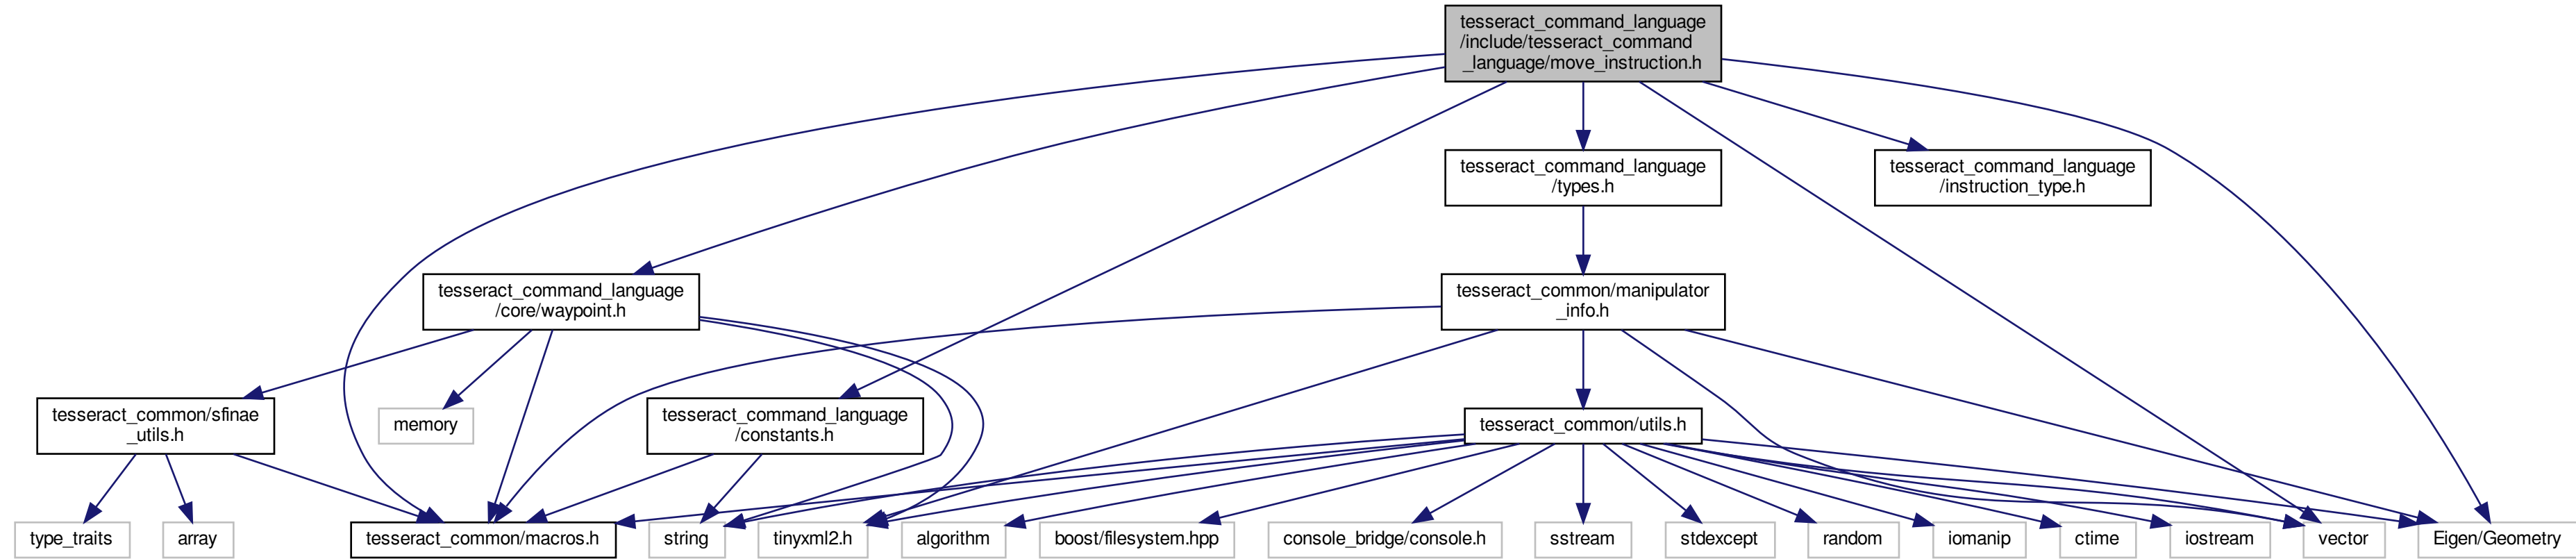 tesseract_command_language
/include/tesseract_command
_language/move_instruction.h
tesseract_command_language
/types.h
tesseract_command_language
/instruction_type.h
tesseract_command_language
/core/waypoint.h
tesseract_common/manipulator
_info.h
tesseract_common/sfinae
_utils.h
memory
tesseract_command_language
/constants.h
tesseract_common/utils.h
type_traits
array
tesseract_common/macros.h
string
tinyxml2.h
algorithm
boost/filesystem.hpp
console_bridge/console.h
sstream
stdexcept
random
iomanip
ctime
iostream
vector
Eigen/Geometry